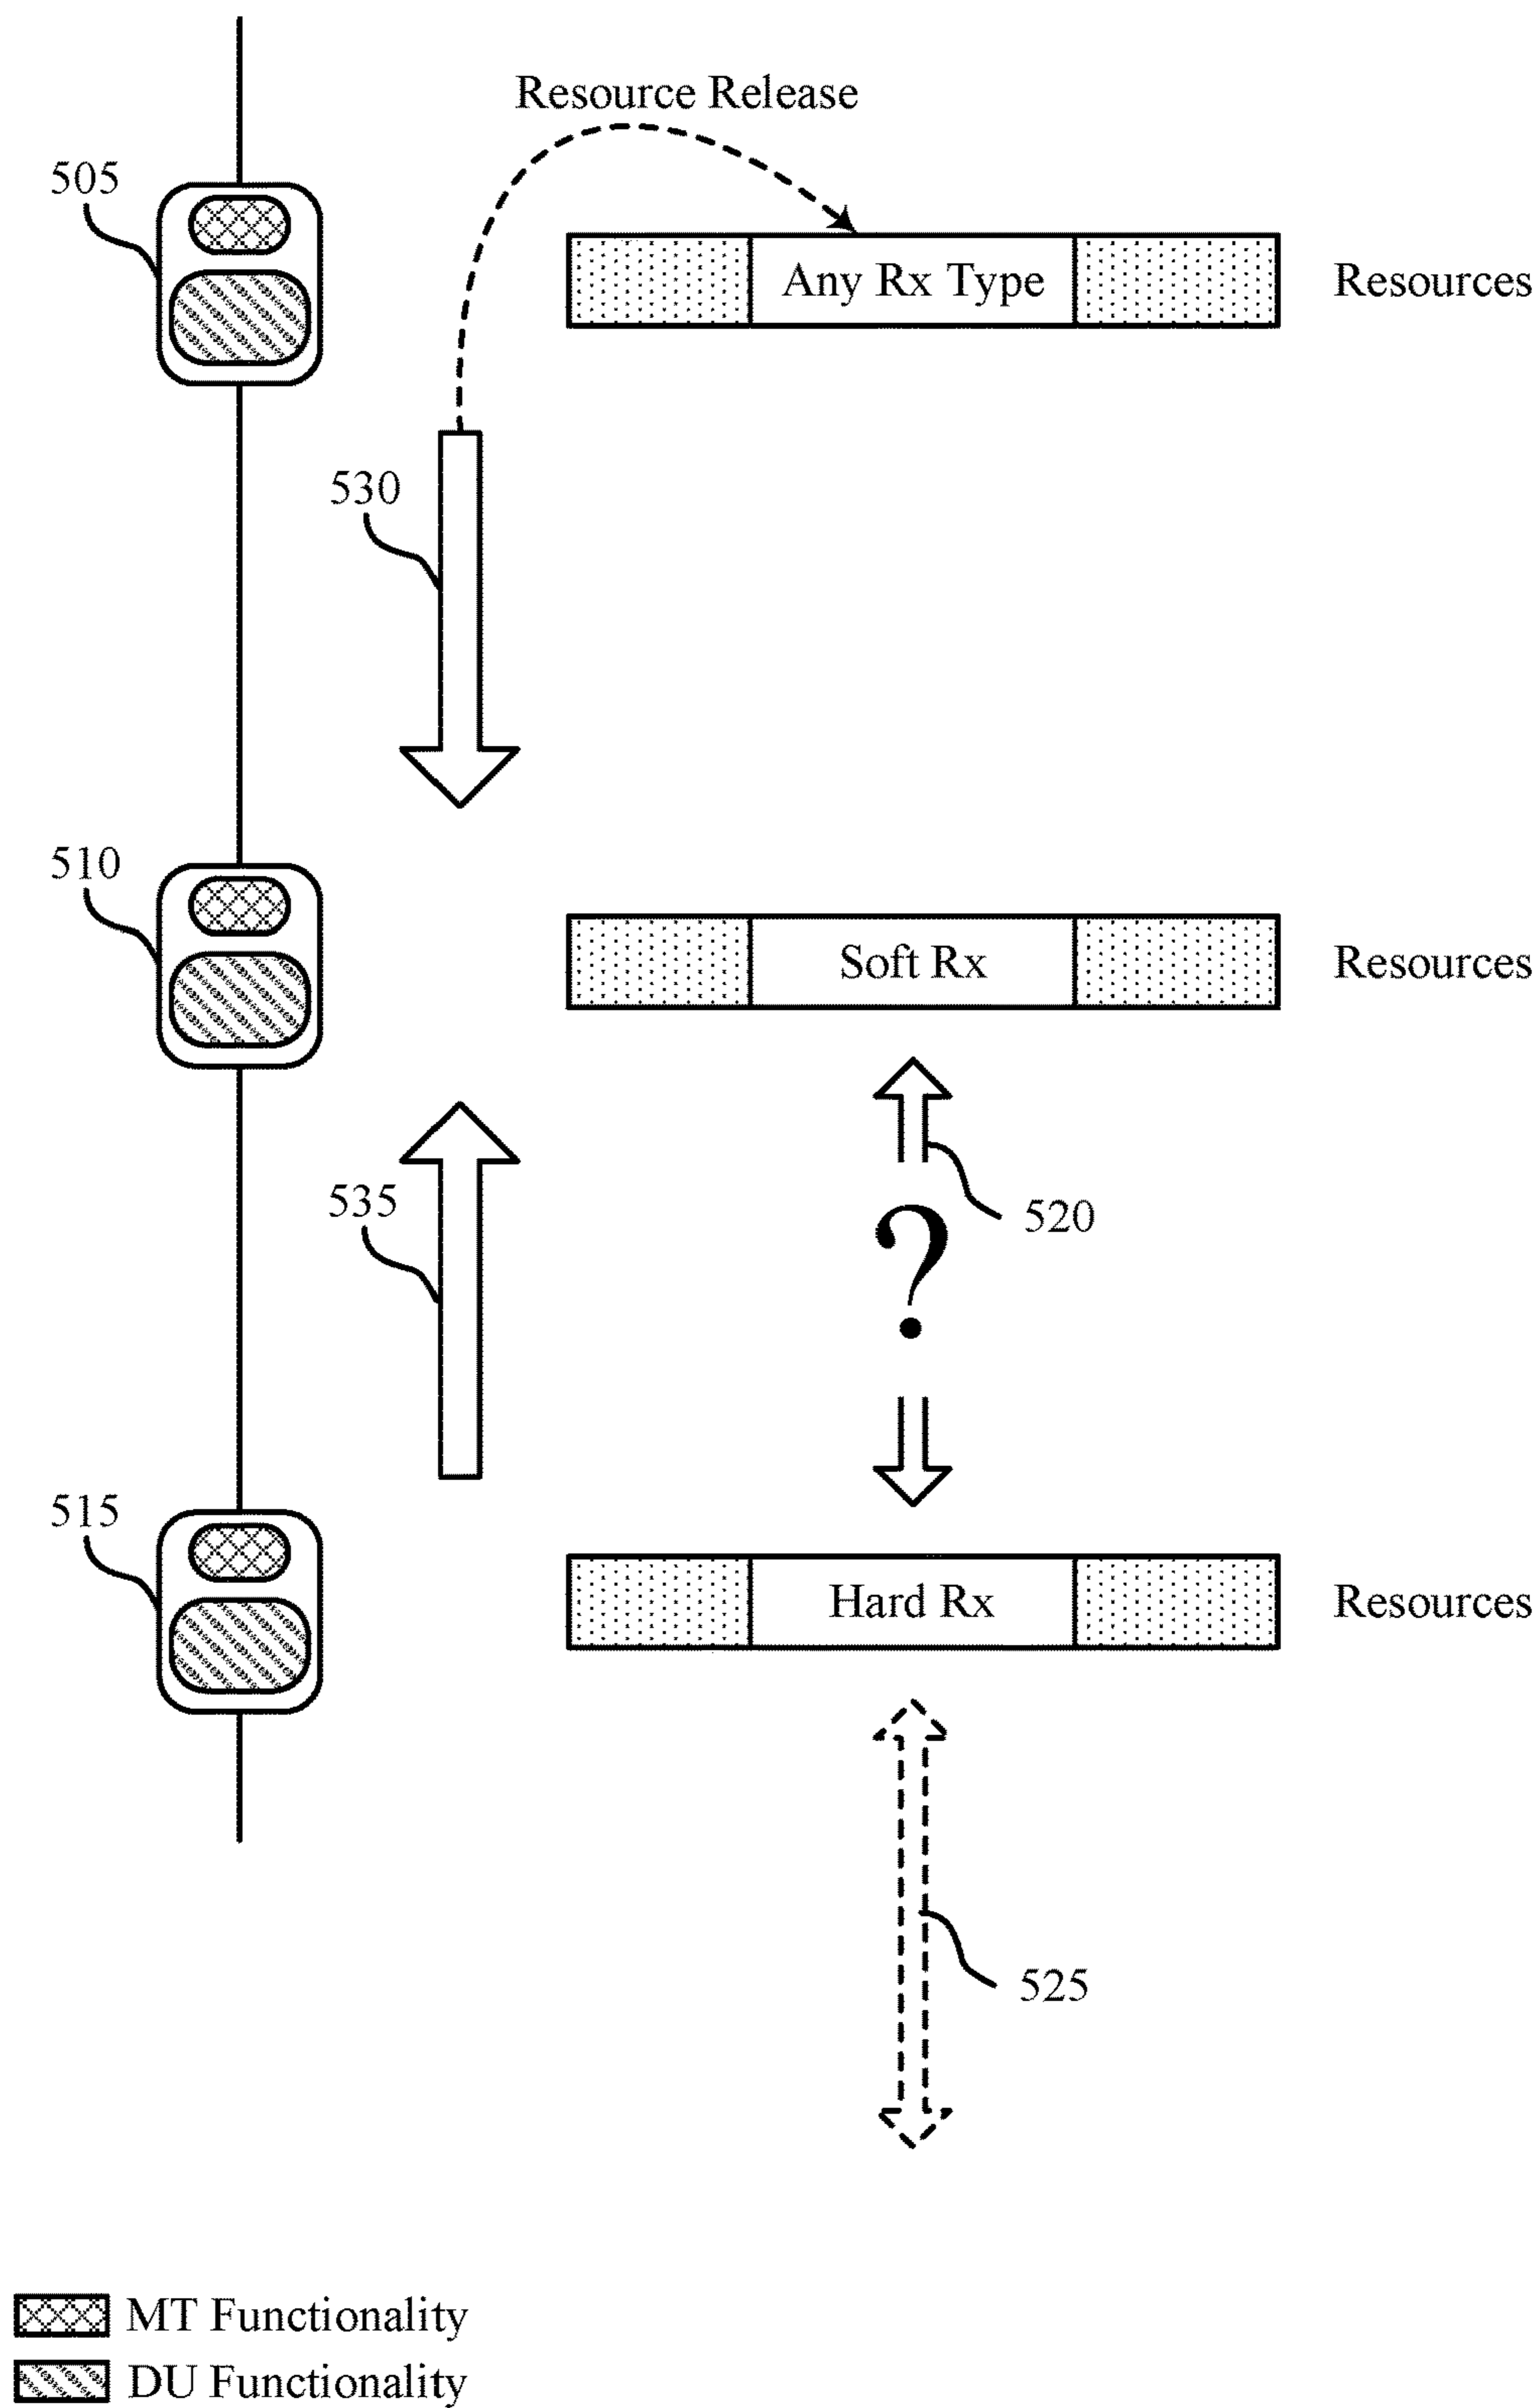 Resource Release
505
Any Rx Type
Resources
530
510
Soft Rx
Resources
535
520
?
515
Hard Rx
Resources
525
MT Functionality
DU Functionality